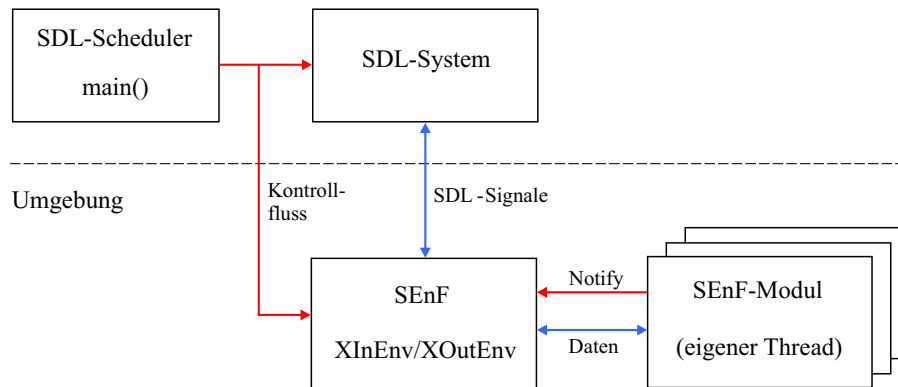 SDL-Scheduler
main()
SDL-System
Umgebung
Kontroll-
fluss
SDL -Signale
SEnF
XInEnv/XOutEnv
Notify
Daten
SEnF-Modul
(eigener Thread)